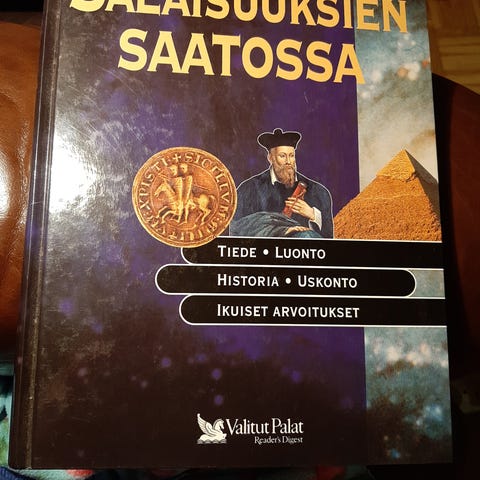 SALAISUUKSIEN
SAATOSSA
TIEDE • LUONTO
HISTORIA • USKONTO
IKUISET ARVOITUKSET
Valitut Palat
Reader's Digest